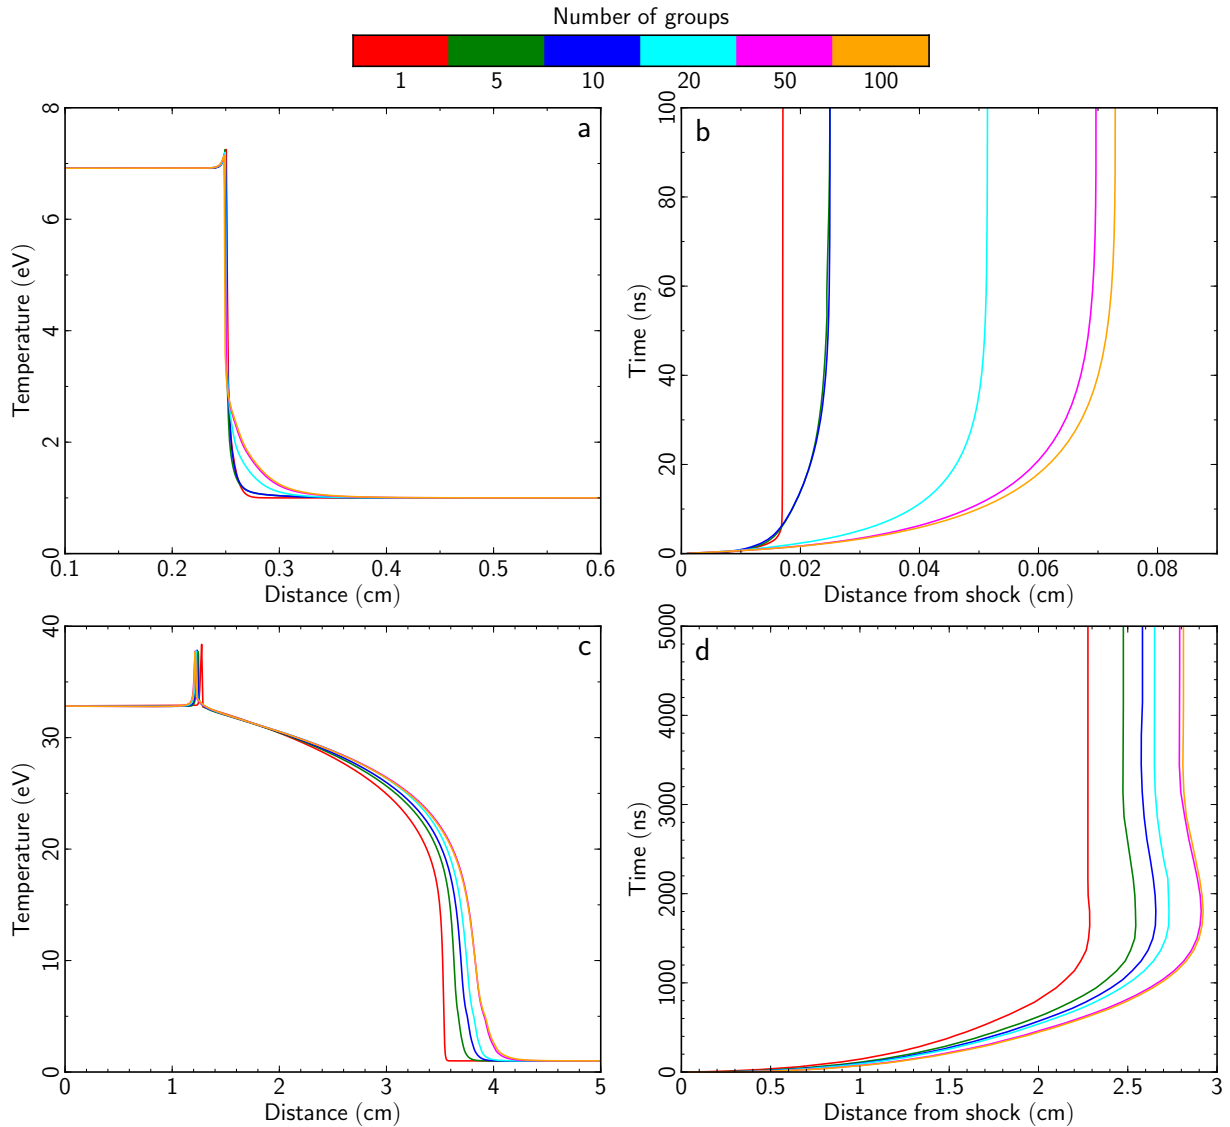 Number of groups
1 5 10 20 50 100
a
Temperature (eV)
0 2 4 6 8
0.1 0.2 0.3 0.4 0.5 0.6
Distance (cm)
b
Time (ns)
0 20 40 60 80 100
0 0.02 0.04 0.06 0.08
Distance from shock (cm)
c
Temperature (eV)
0 10 20 30 40
0 1 2 3 4 5
Distance (cm)
d
Time (ns)
0 1000 2000 3000 4000 5000
0 0.5 1 1.5 2 2.5 3
Distance from shock (cm)